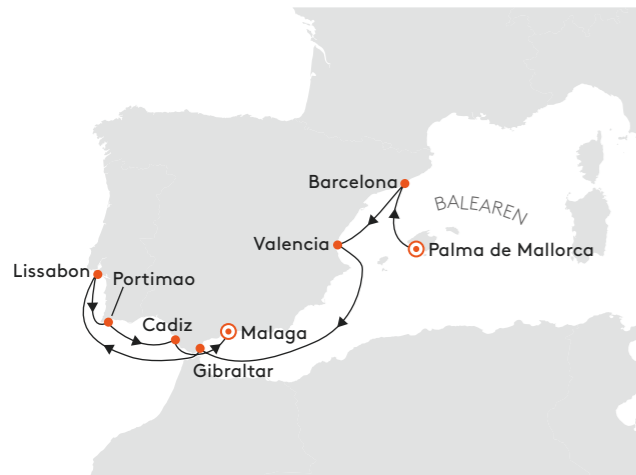 Barcelona
BALEAREN
Valencia
Palma de Mallorca
Lissabon
Portimao
Cadiz
Malaga
Gibraltar